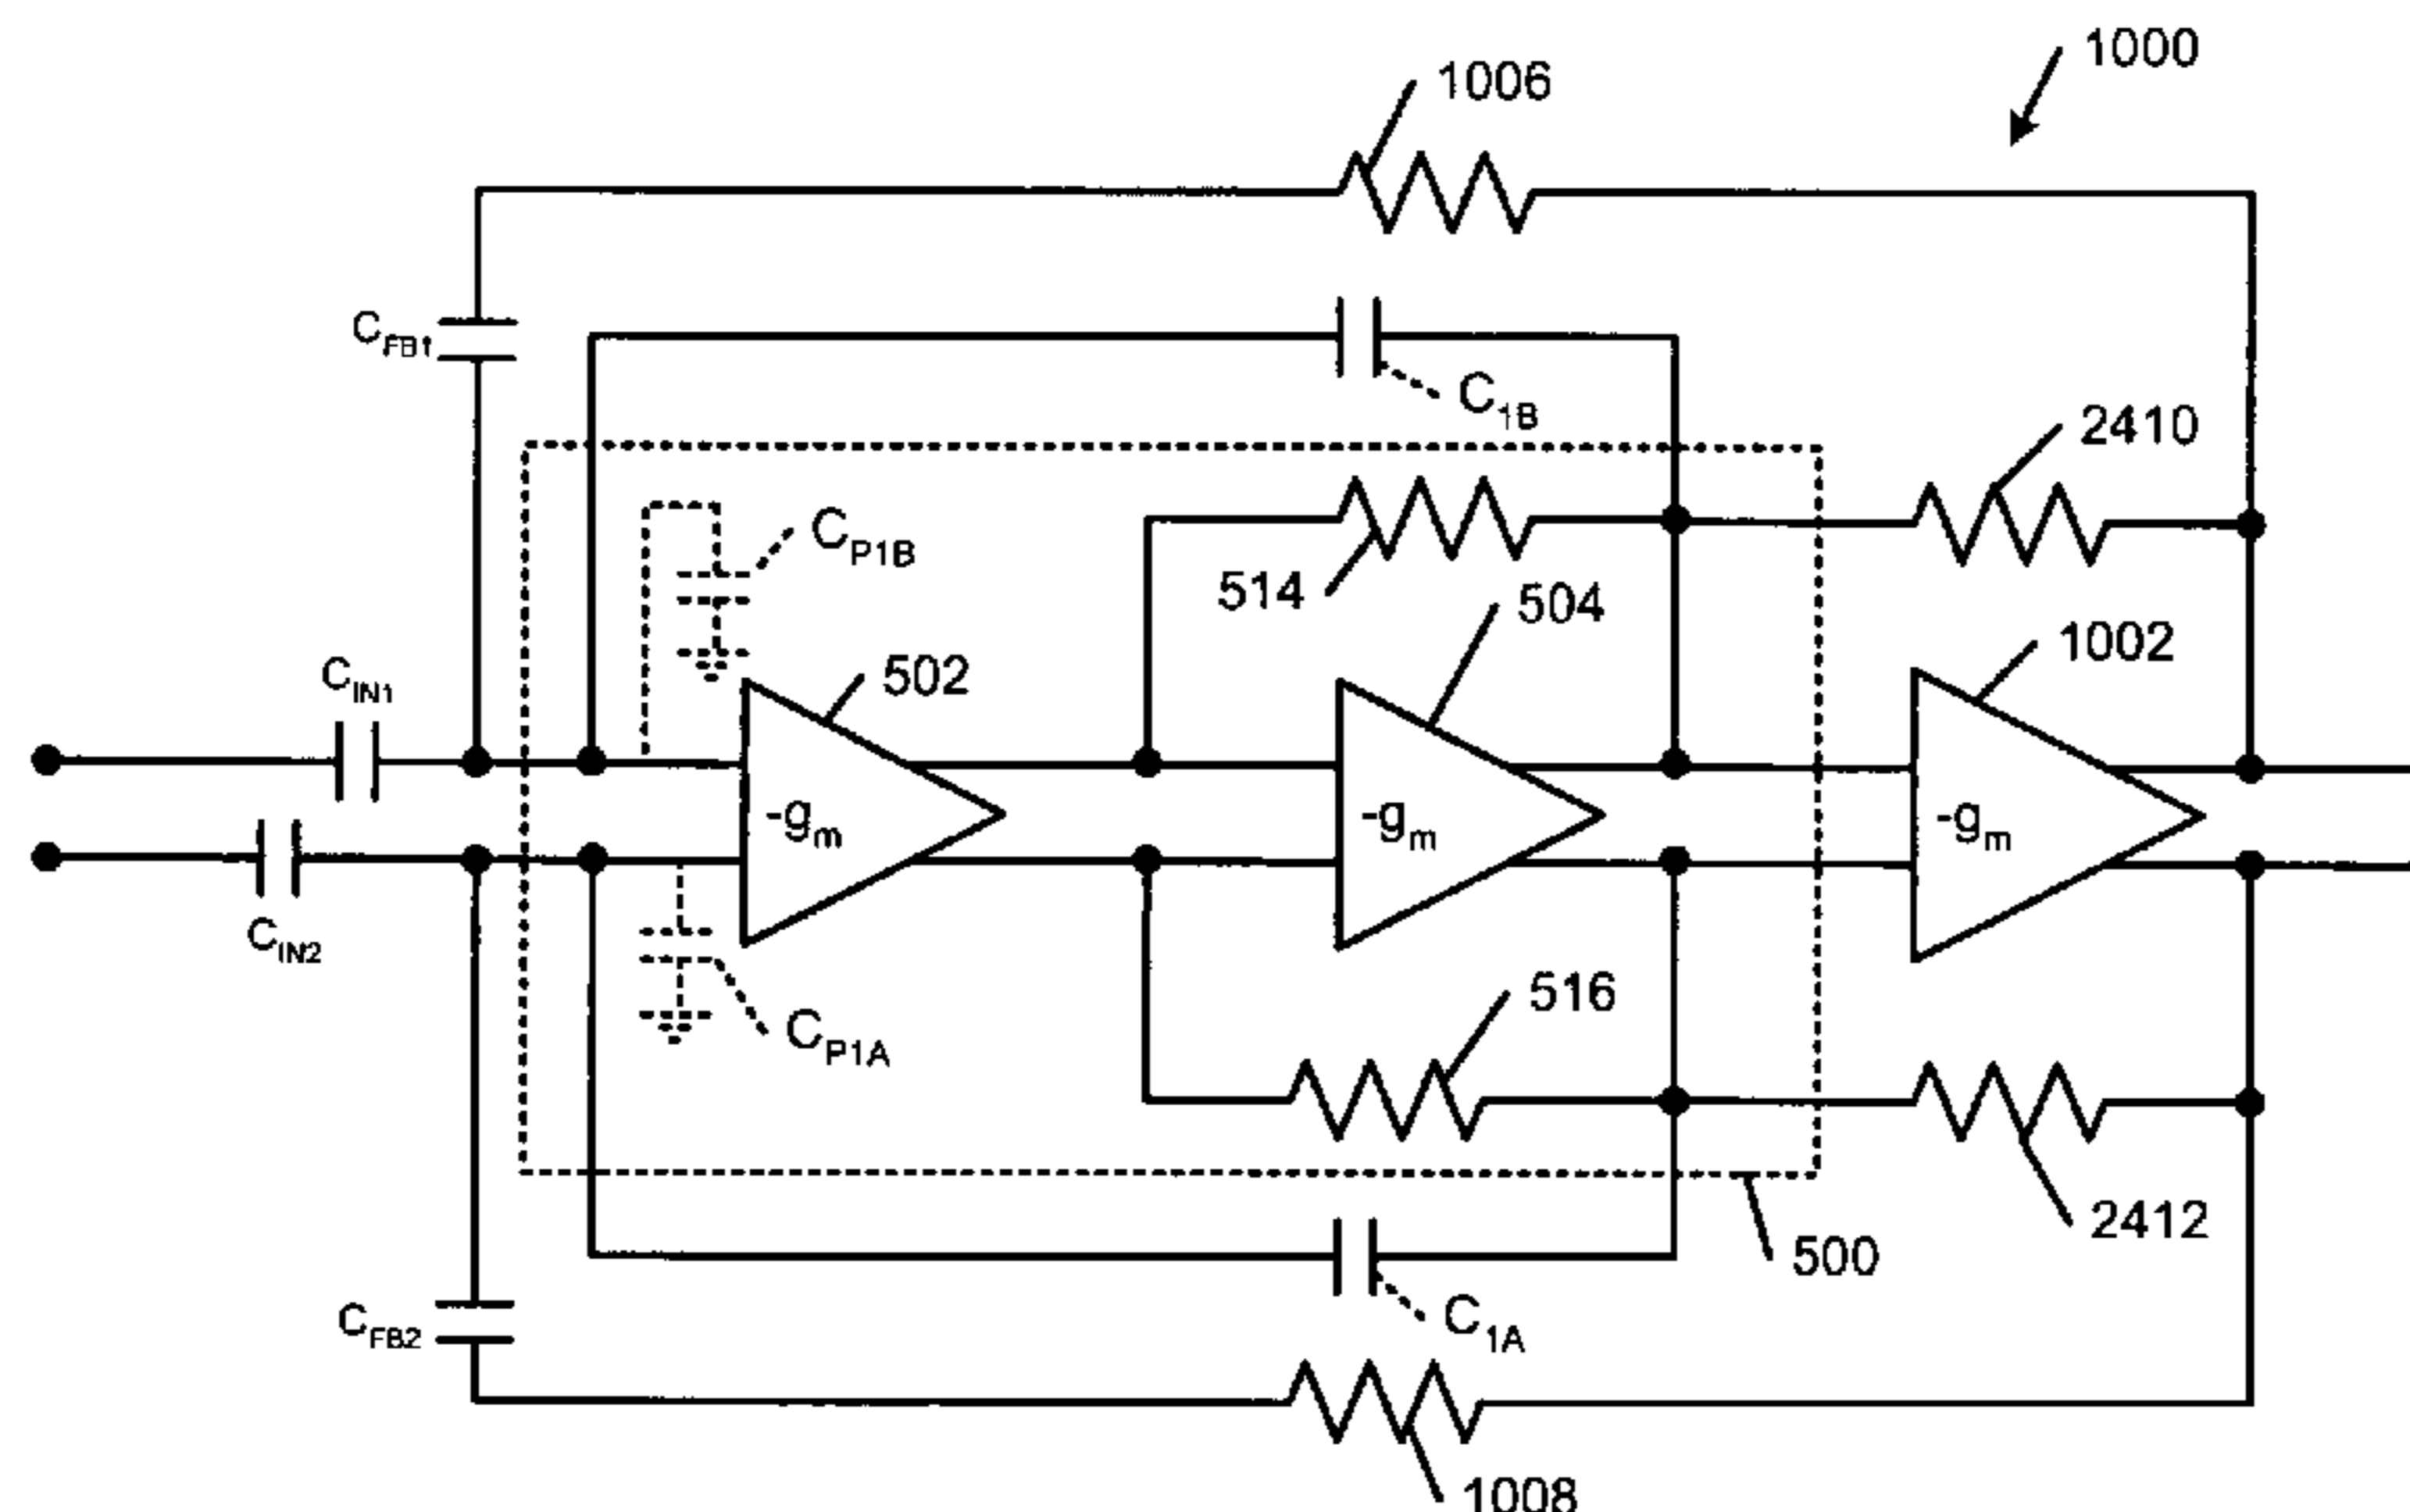 1000
1006
C_FB1
C_1B
2410
C_P1B
514
504
1002
C_IN1
502
-g_m
-g_m
-g_m
C_IN2
516
C_P1A
2412
500
C_FB2
C_1A
1008